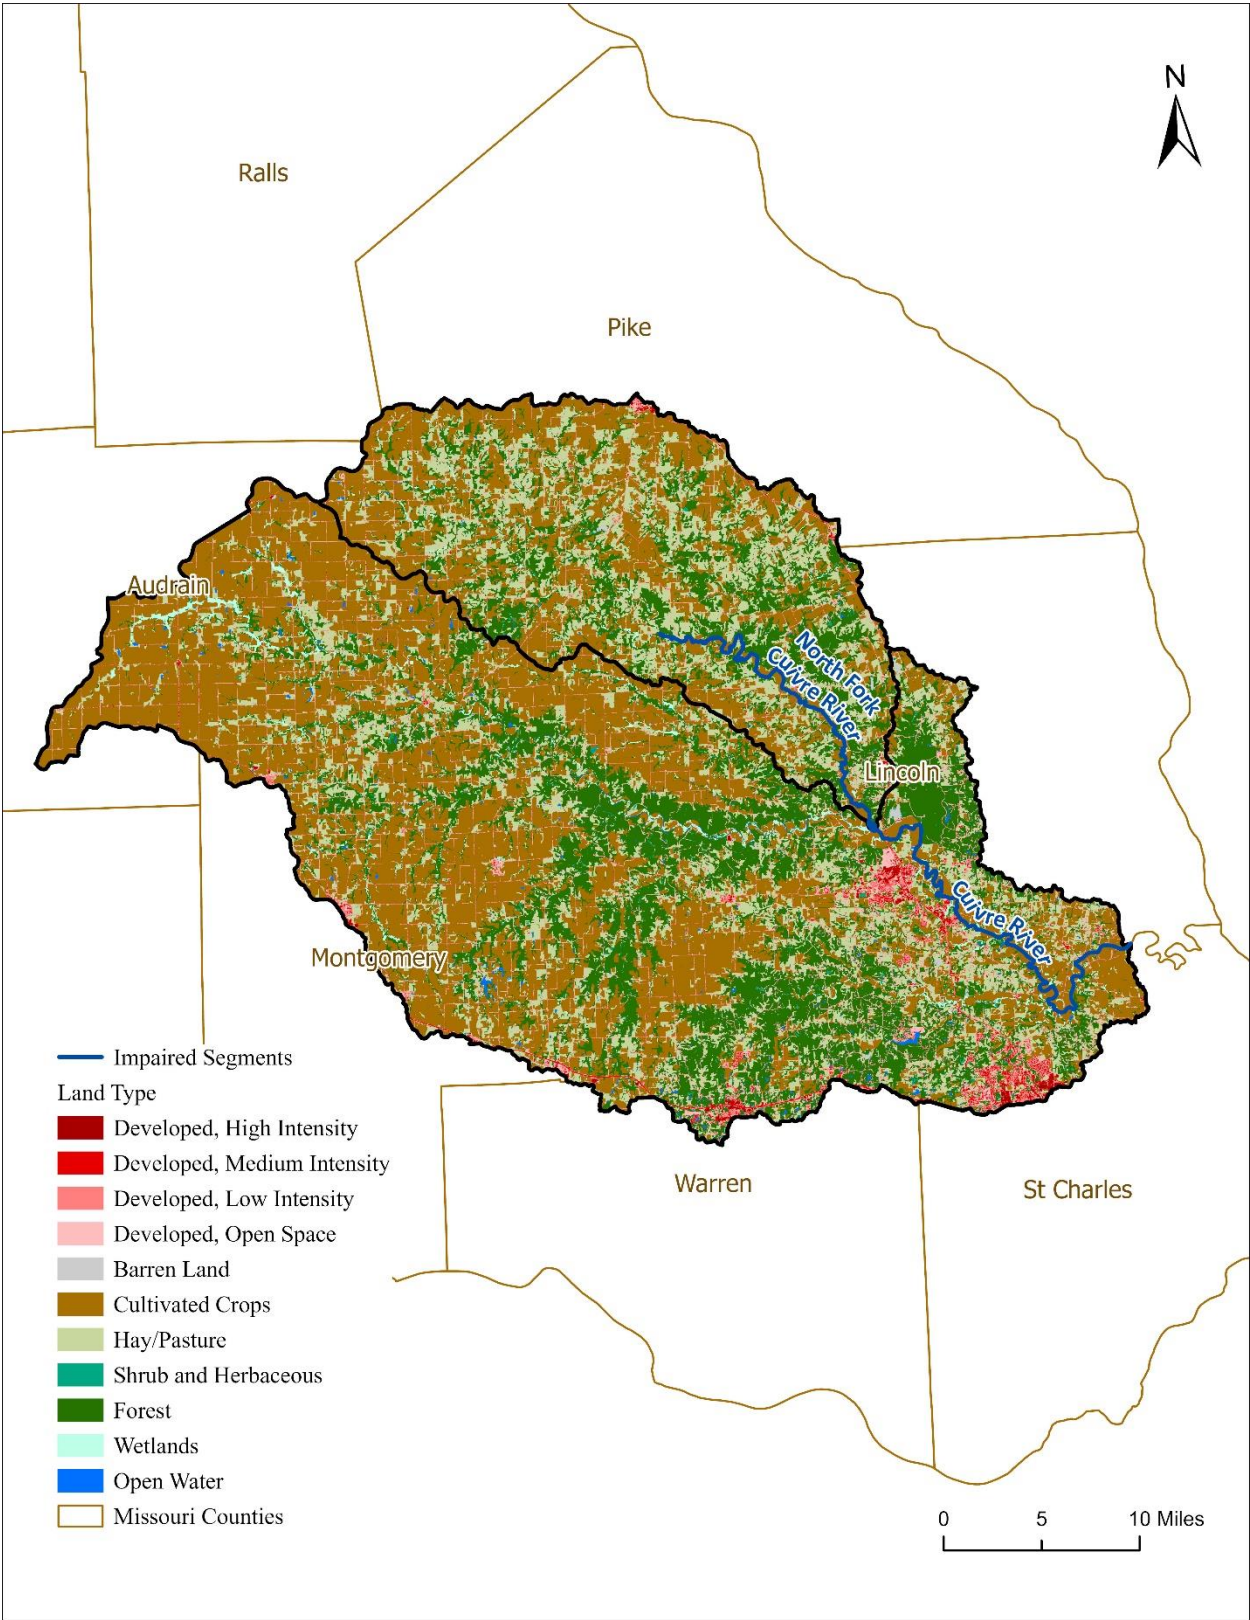 N
Ralls
Pike
Audrain
North Fork
Cuivre River
Lincoln
Cuivre River
Montgomery
Impaired Segments
Land Type
Developed, High Intensity
Developed, Medium Intensity
Developed, Low Intensity
Developed, Open Space
Barren Land
Cultivated Crops
Hay/Pasture
Shrub and Herbaceous
Forest
Wetlands
Open Water
Missouri Counties
Warren
St Charles
0 5 10 Miles